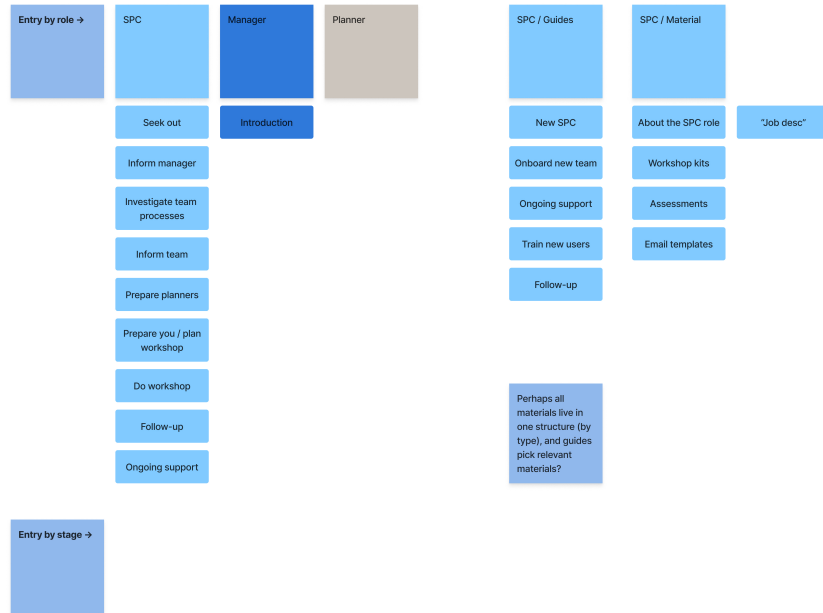 Entry by role →
SPC
Manager
Planner
SPC / Guides
SPC / Material
Seek out
Introduction
New SPC
About the SPC role
“Job desc”
Inform manager
Onboard new team
Workshop kits
Investigate team
processes
Ongoing support
Assessments
Inform team
Train new users
Email templates
Prepare planners
Follow-up
Prepare you / plan
workshop
Do workshop
Follow-up
Ongoing support
Perhaps all
materials live in
one structure (by
type), and guides
pick relevant
materials?
Entry by stage →